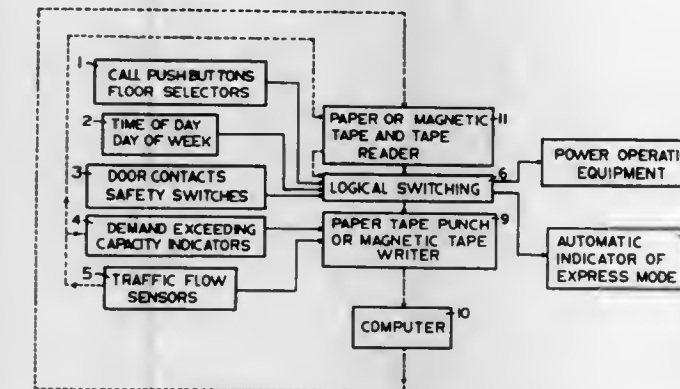 1
CALL PUSHBUTTONS
FLOOR SELECTORS
2
TIME OF DAY
DAY OF WEEK
3
DOOR CONTACTS
SAFETY SWITCHES
4
DEMAND EXCEEDING
CAPACITY INDICATORS
5
TRAFFIC FLOW
SENSORS
11
PAPER OR MAGNETIC
TAPE AND TAPE
READER
6
LOGICAL SWITCHING
9
PAPER TAPE PUNCH
OR MAGNETIC TAPE
WRITER
10
COMPUTER
POWER OPERATI
EQUIPMENT
AUTOMATIC
INDICATOR OF
EXPRESS MODE